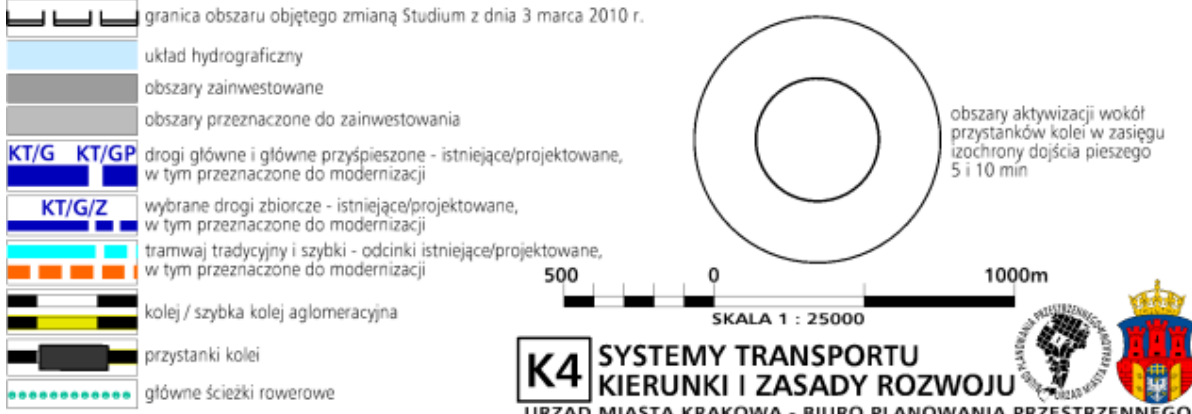 granica obszaru objętego zmianą Studium z dnia 3 marca 2010 r.
układ hydrograficzny
obszary zainwestowane
obszary przeznaczone do zainwestowania
KT/G KT/GP
drogi główne i główne przyśpieszone - istniejące/projektowane,
w tym przeznaczone do modernizacji
KT/G/Z
wybrane drogi zbiorcze - istniejące/projektowane,
w tym przeznaczone do modernizacji
tramwaj tradycyjny i szybki - odcinki istniejące/projektowane,
w tym przeznaczone do modernizacji
kolej / szybka kolej aglomeracyjna
przystanki kolei
główne ścieżki rowerowe
obszary aktywizacji wokół
przystanków kolei w zasięgu
izochrony dojścia pieszego
5 i 10 min
500 0 1000m
SKALA 1 : 25000
K4
SYSTEMY TRANSPORTU
KIERUNKI I ZASADY ROZWOJU
URZĄD MIASTA KRAKOWA - BIURO PLANOWANIA PRZESTRZENNEGO